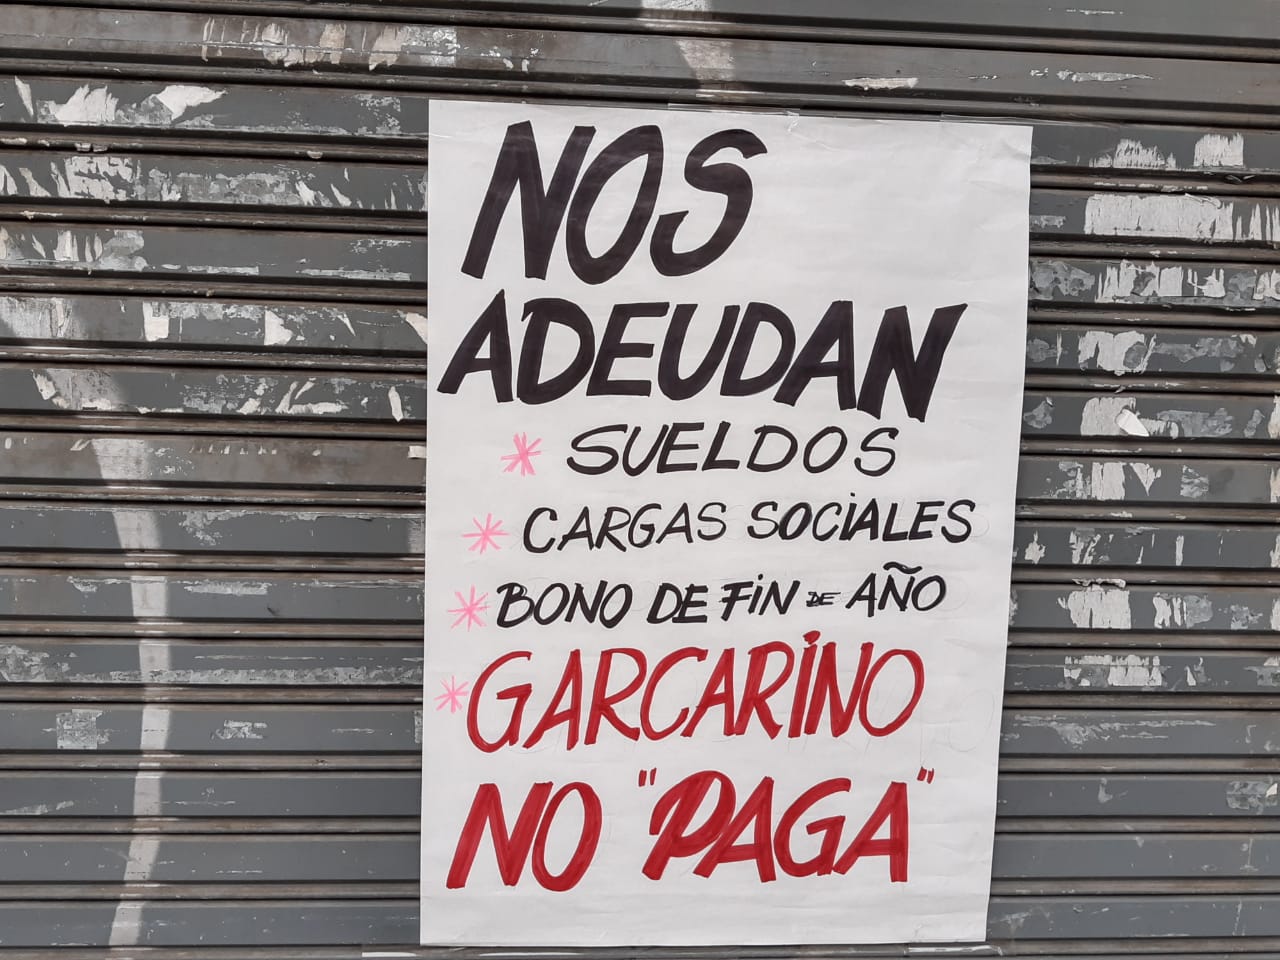 NOS
ADEUDAN
* SUELDOS
* CARGAS SOCIALES
* BONO DE FIN DE AÑO
* GARCARINO
NO "PAGA"